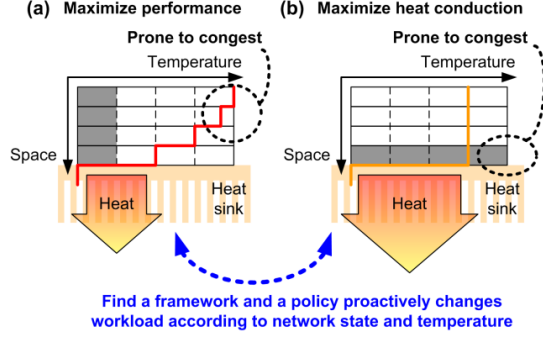 (a) Maximize performance
Prone to congest
Temperature
Space
Heat
Heat
sink
(b) Maximize heat conduction
Prone to congest
Temperature
Space
Heat
Heat
sink
Find a framework and a policy proactively changes
workload according to network state and temperature